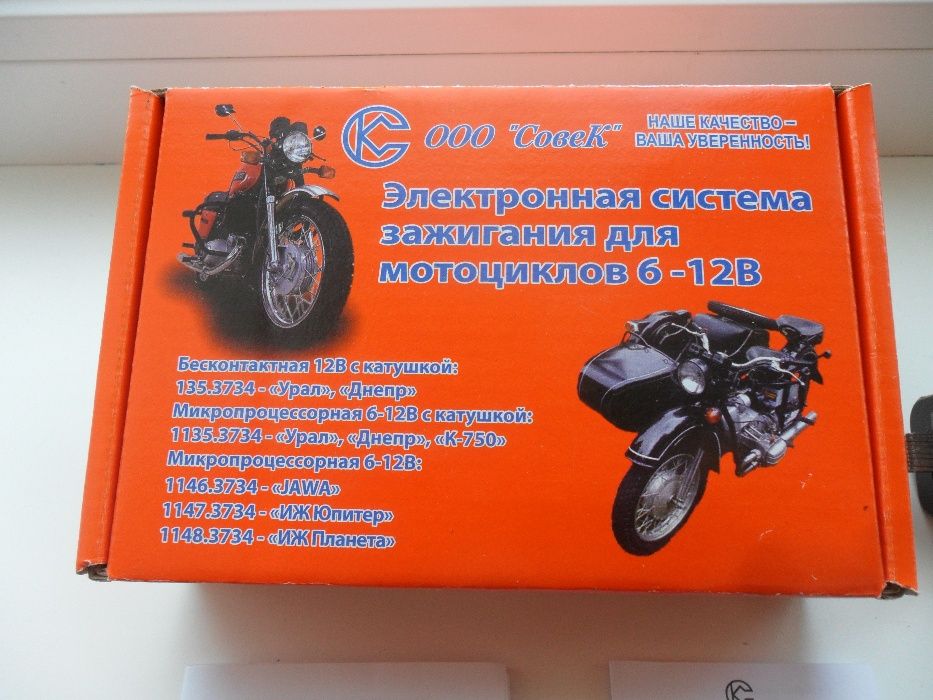 ООО "СовеК"
НАШЕ КАЧЕСТВО –
ВАША УВЕРЕННОСТЬ!
Электронная система
зажигания для
мотоциклов 6 -12В
Бесконтактная 12В с катушкой:
135.3734 - «Урал», «Днепр»
Микропроцессорная 6-12В с катушкой:
1135.3734 - «Урал», «Днепр», «К-750»
Микропроцессорная 6-12В:
1146.3734 - «JAWA»
1147.3734 - «ИЖ Юпитер»
1148.3734 - «ИЖ Планета»